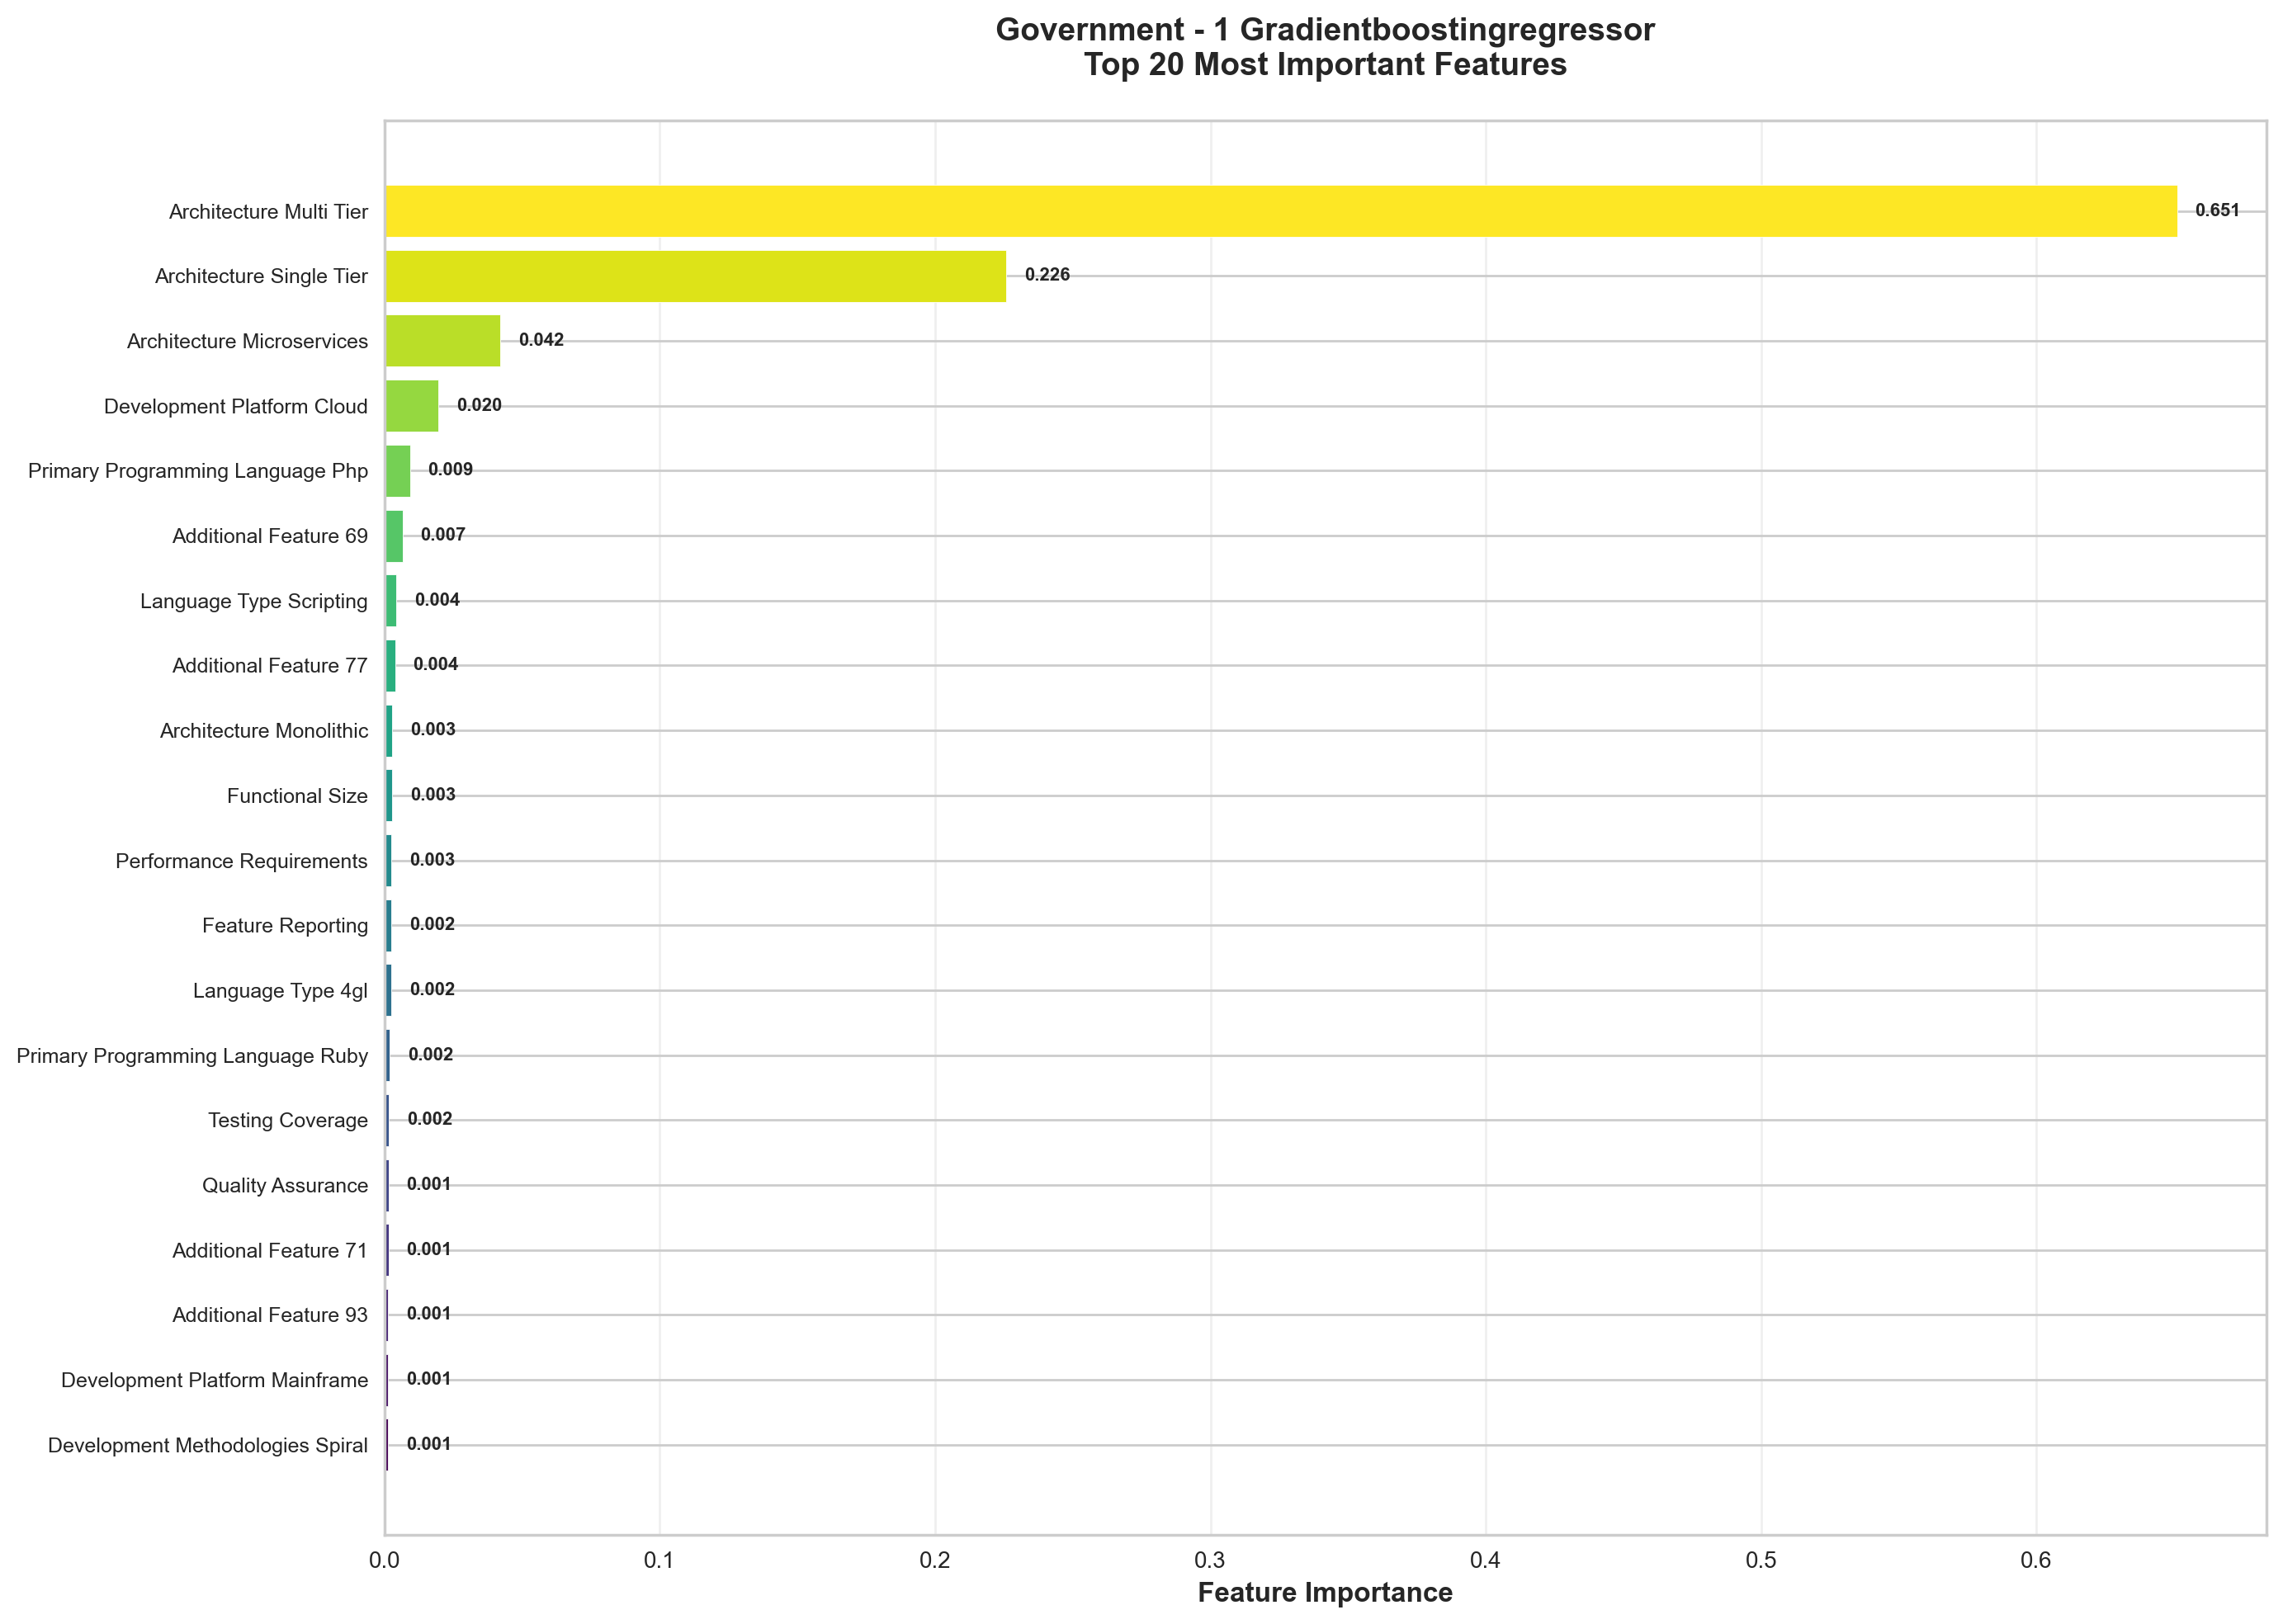 Government - 1 Gradientboostingregressor
Top 20 Most Important Features
Architecture Multi Tier 0.651
Architecture Single Tier 0.226
Architecture Microservices 0.042
Development Platform Cloud 0.020
Primary Programming Language Php 0.009
Additional Feature 69 0.007
Language Type Scripting 0.004
Additional Feature 77 0.004
Architecture Monolithic 0.003
Functional Size 0.003
Performance Requirements 0.003
Feature Reporting 0.002
Language Type 4gl 0.002
Primary Programming Language Ruby 0.002
Testing Coverage 0.002
Quality Assurance 0.001
Additional Feature 71 0.001
Additional Feature 93 0.001
Development Platform Mainframe 0.001
Development Methodologies Spiral 0.001
0.0 0.1 0.2 0.3 0.4 0.5 0.6
Feature Importance